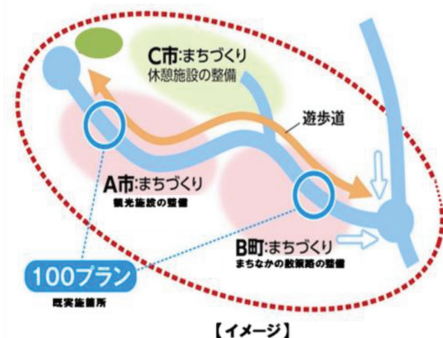 C市:まちづくり
休憩施設の整備
遊歩道
A市:まちづくり
観光施設の整備
B町:まちづくり
まちなかの散策路の整備
100プラン
既実施箇所
【イメージ】